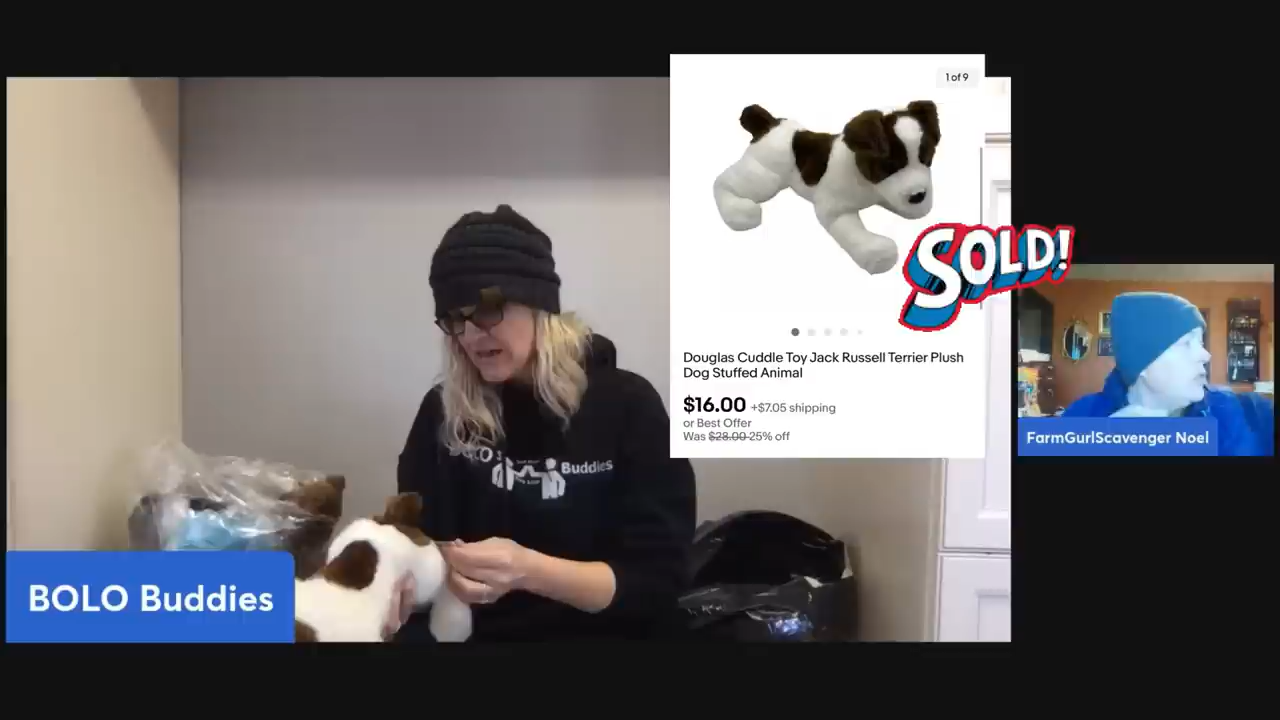 1 of 9
SOLD!
Douglas Cuddle Toy Jack Russell Terrier Plush
Dog Stuffed Animal
$16.00 +$7.05 shipping
or Best Offer
Was $28.00 25% off
FarmGurlScavenger Noel
BOLO
Buddies
BOLO Buddies